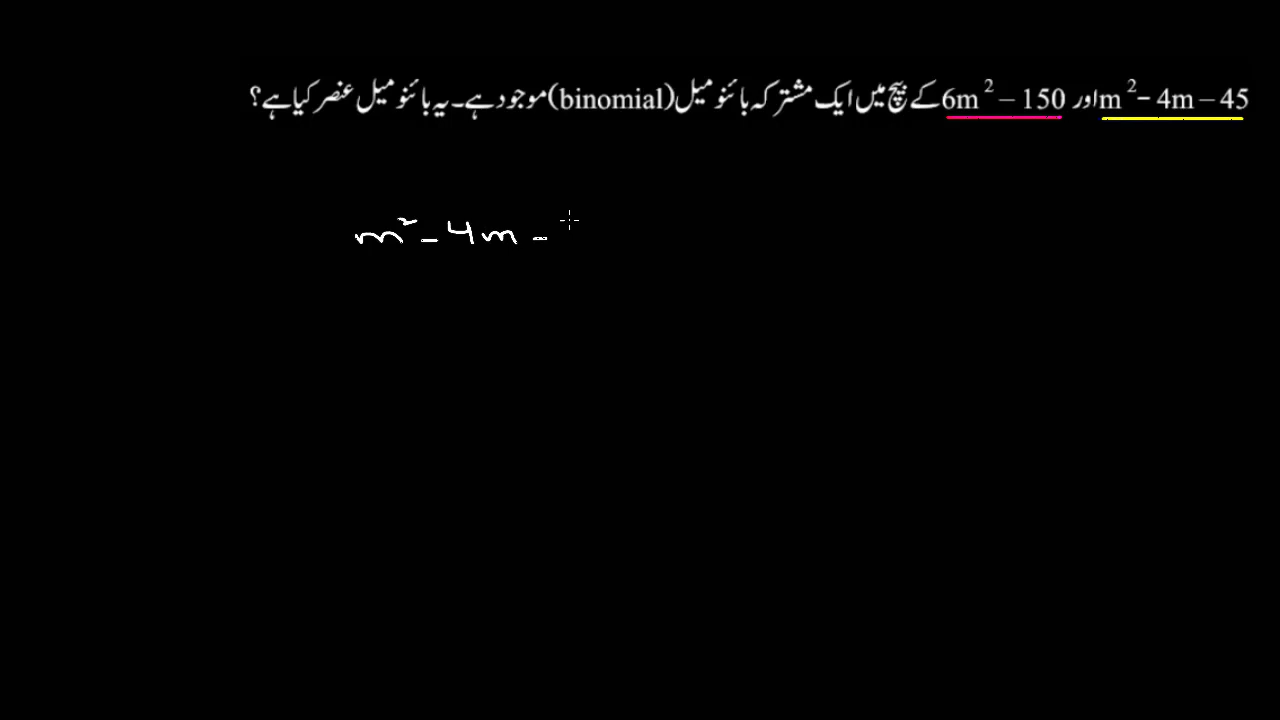 m² − 4m − 45 اور 6m² − 150 کے بیچ میں ایک مشترکہ بائنومیل (binomial) موجود ہے۔ یہ بائنومیل عنصر کیا ہے؟
m² − 4m −